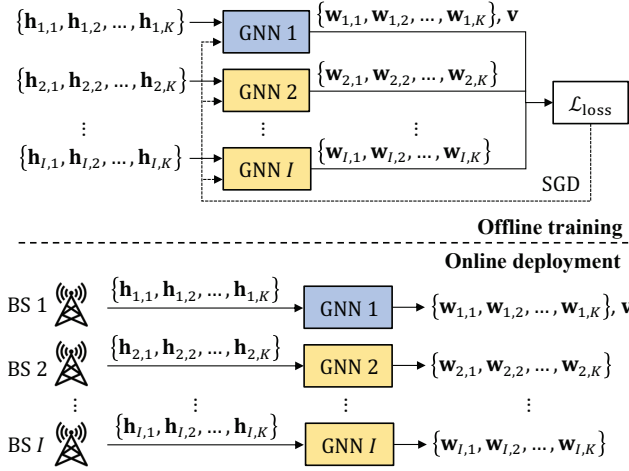 {h1,1, h1,2, …, h1,K} GNN 1 {w1,1, w1,2, …, w1,K}, v
{h2,1, h2,2, …, h2,K} GNN 2 {w2,1, w2,2, …, w2,K}
⋮ ⋮ ⋮
{hI,1, hI,2, …, hI,K} GNN I {wI,1, wI,2, …, wI,K}
ℒloss
SGD
Offline training
Online deployment
BS 1 {h1,1, h1,2, …, h1,K} GNN 1 {w1,1, w1,2, …, w1,K}, v
BS 2 {h2,1, h2,2, …, h2,K} GNN 2 {w2,1, w2,2, …, w2,K}
⋮ ⋮ ⋮ ⋮
BS I {hI,1, hI,2, …, hI,K} GNN I {wI,1, wI,2, …, wI,K}